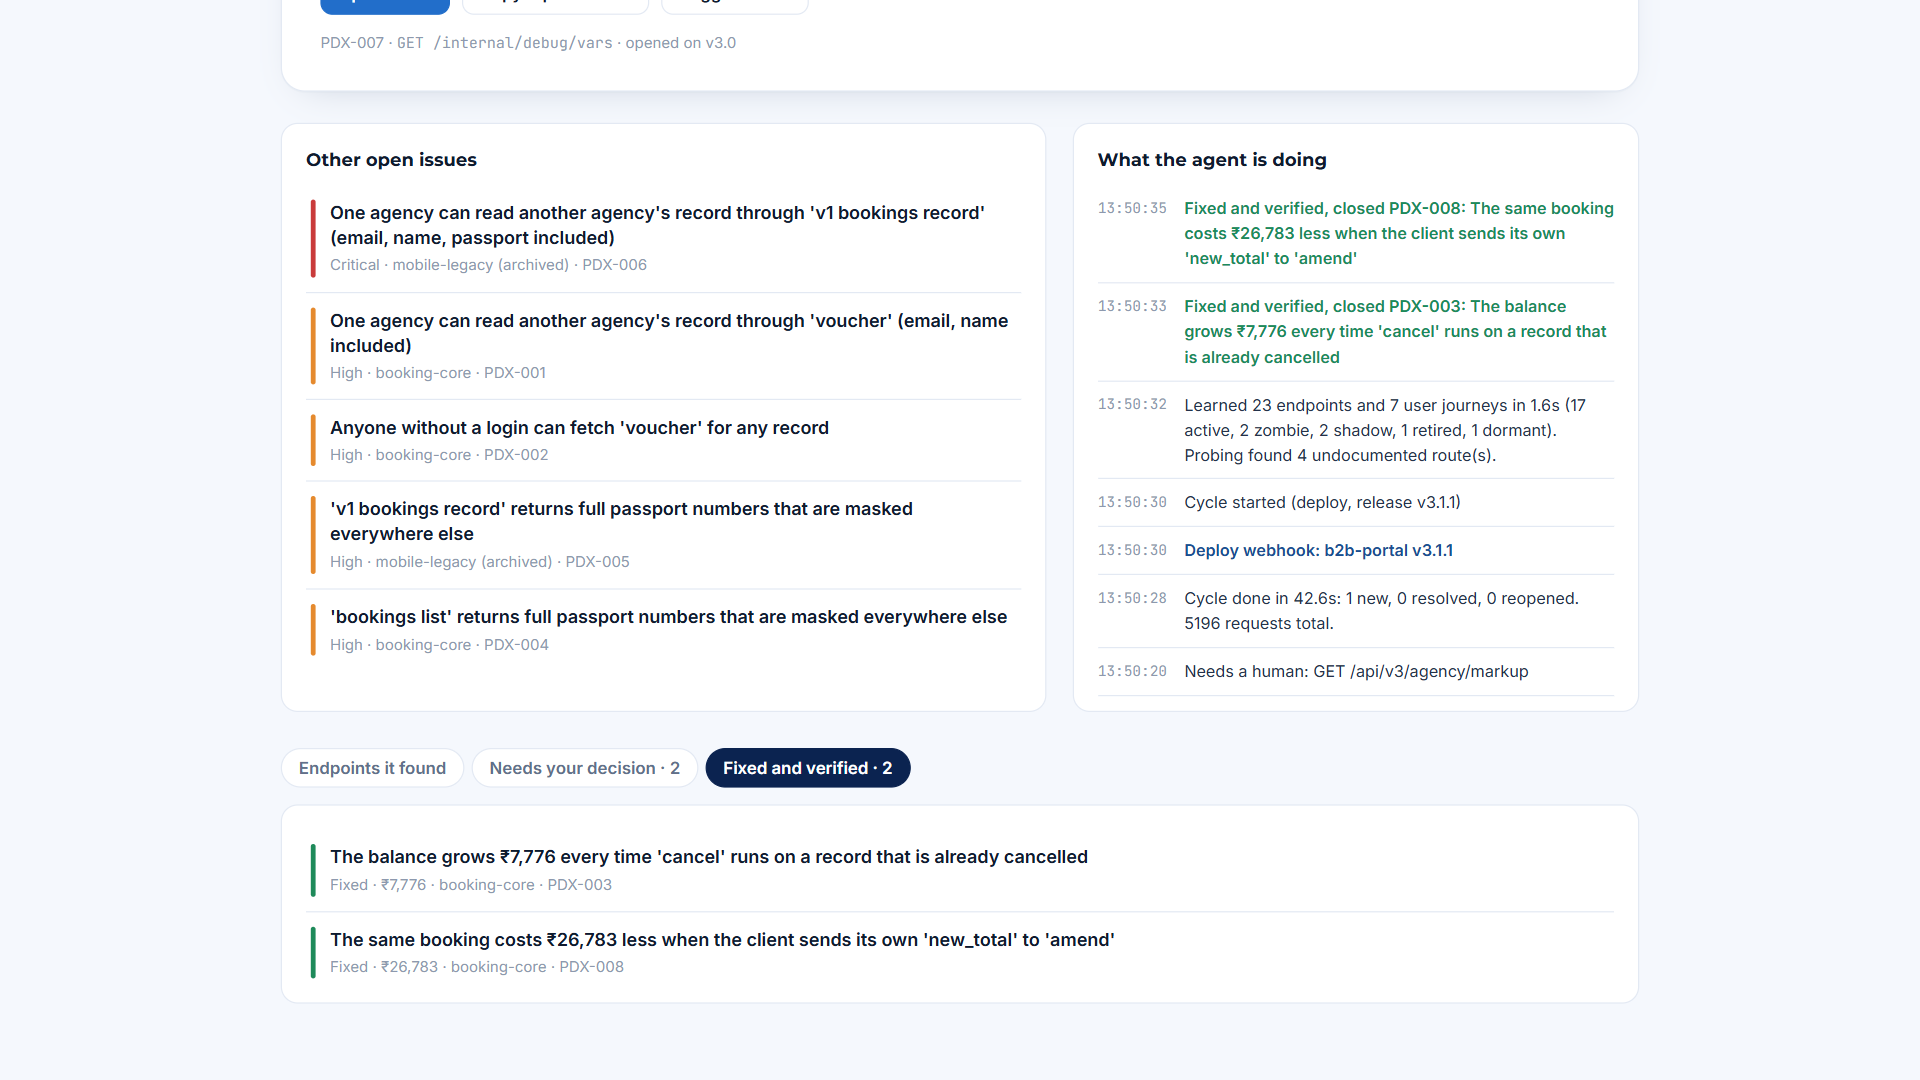 PDX-007 · GET /internal/debug/vars · opened on v3.0
Other open issues
One agency can read another agency's record through 'v1 bookings record'
(email, name, passport included)
Critical · mobile-legacy (archived) · PDX-006
One agency can read another agency's record through 'voucher' (email, name
included)
High · booking-core · PDX-001
Anyone without a login can fetch 'voucher' for any record
High · booking-core · PDX-002
'v1 bookings record' returns full passport numbers that are masked
everywhere else
High · mobile-legacy (archived) · PDX-005
'bookings list' returns full passport numbers that are masked everywhere else
High · booking-core · PDX-004
What the agent is doing
13:50:35 Fixed and verified, closed PDX-008: The same booking
costs ₹26,783 less when the client sends its own
'new_total' to 'amend'
13:50:33 Fixed and verified, closed PDX-003: The balance
grows ₹7,776 every time 'cancel' runs on a record that
is already cancelled
13:50:32 Learned 23 endpoints and 7 user journeys in 1.6s (17
active, 2 zombie, 2 shadow, 1 retired, 1 dormant).
Probing found 4 undocumented route(s).
13:50:30 Cycle started (deploy, release v3.1.1)
13:50:30 Deploy webhook: b2b-portal v3.1.1
13:50:28 Cycle done in 42.6s: 1 new, 0 resolved, 0 reopened.
5196 requests total.
13:50:20 Needs a human: GET /api/v3/agency/markup
Endpoints it found
Needs your decision · 2
Fixed and verified · 2
The balance grows ₹7,776 every time 'cancel' runs on a record that is already cancelled
Fixed · ₹7,776 · booking-core · PDX-003
The same booking costs ₹26,783 less when the client sends its own 'new_total' to 'amend'
Fixed · ₹26,783 · booking-core · PDX-008